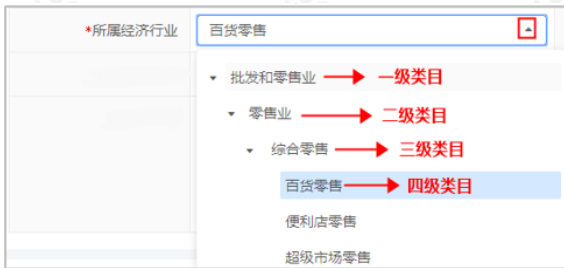 *所属经济行业 百货零售
批发和零售业 一级类目
零售业 二级类目
综合零售 三级类目
百货零售 四级类目
便利店零售
超级市场零售